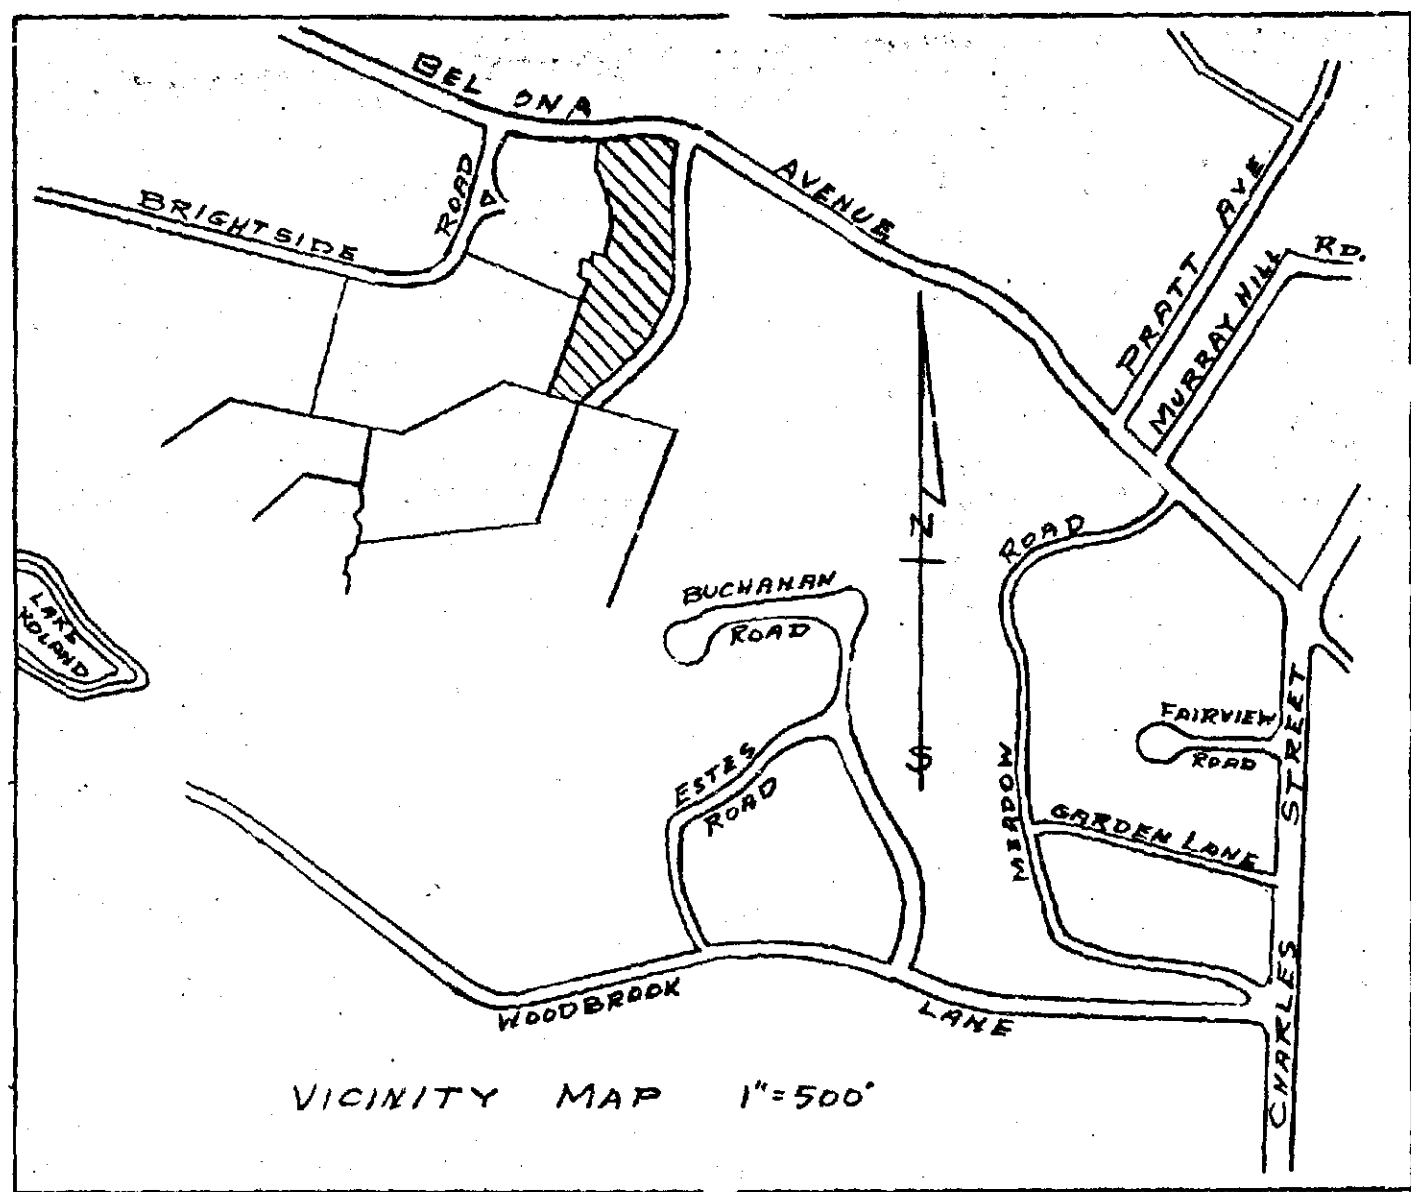 BEL ONA
AVENUE
BRIGHTSIDE
ROAD
PRATT AVE
MURRAY HILL RD.
N
S
ROAD
MEADOW
BUCHANAN
ROAD
LAKE
ROLAND
FAIRVIEW
ROAD
ESTES
ROAD
GARDEN LANE
STREET
CHARLES
WOODBROOK
LANE
VICINITY MAP 1"=500'